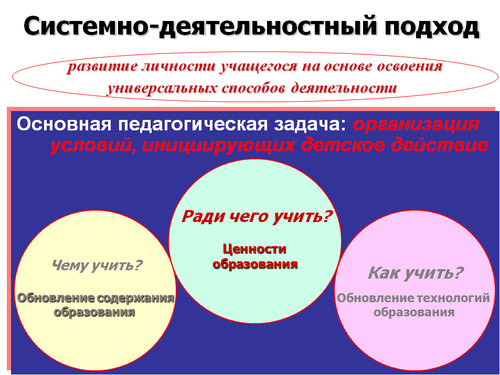 Системно-деятельностный подход
развитие личности учащегося на основе освоения
универсальных способов деятельности
Основная педагогическая задача: организация
условий, инициирующих детское действие
Ради чего учить?
Ценности
образования
Чему учить?
Обновление содержания
образования
Как учить?
Обновление технологий
образования